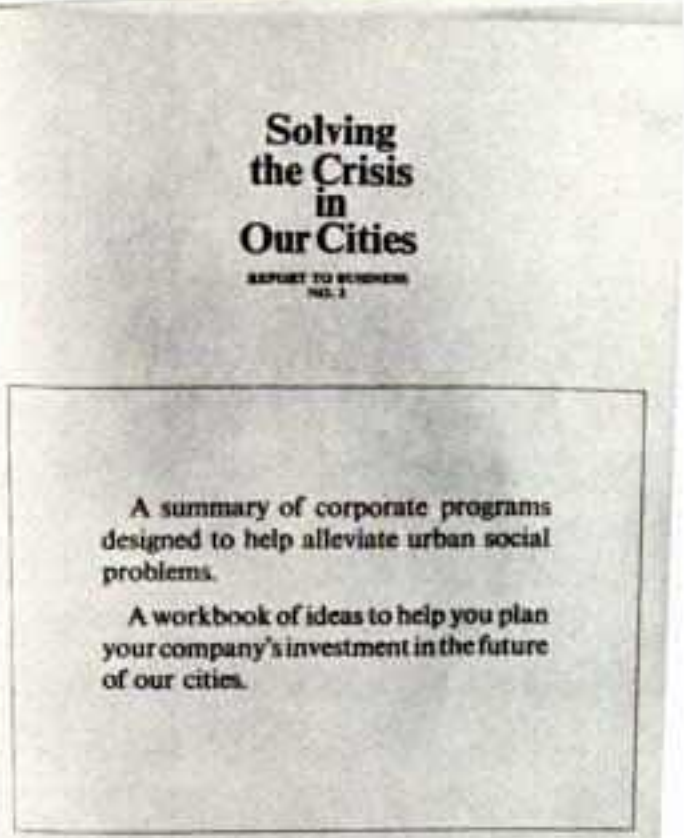 Solving
the Crisis
in
Our Cities
REPORT TO BUSINESS
NO.
A summary of corporate programs
designed to help alleviate urban social
problems.
A workbook of ideas to help you plan
your company's investment in the future
of our cities.